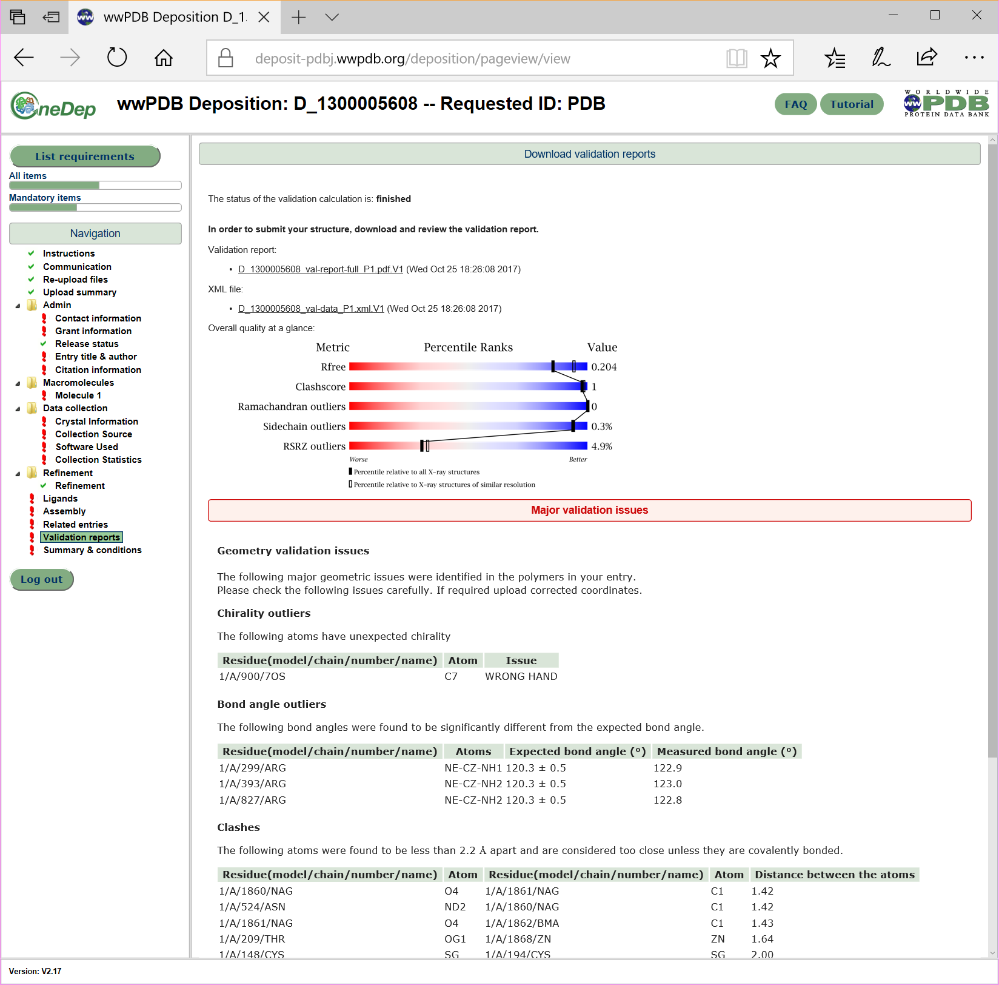 wwPDB Deposition D_1
deposit-pdbj.wwpdb.org/deposition/pageview/view
OneDep
wwPDB Deposition: D_1300005608 -- Requested ID: PDB
FAQ
Tutorial
WORLDWIDE
ww PDB
PROTEIN DATA BANK
List requirements
All items
Mandatory items
Navigation
Instructions
Communication
Re-upload files
Upload summary
Admin
Contact information
Grant information
Release status
Entry title & author
Citation information
Macromolecules
Molecule 1
Data collection
Crystal Information
Collection Source
Software Used
Collection Statistics
Refinement
Refinement
Ligands
Assembly
Related entries
Validation reports
Summary & conditions
Log out
Download validation reports
The status of the validation calculation is: finished
In order to submit your structure, download and review the validation report.
Validation report:
• D_1300005608_val-report-full_P1.pdf.V1 (Wed Oct 25 18:26:08 2017)
XML file:
• D_1300005608_val-data_P1.xml.V1 (Wed Oct 25 18:26:08 2017)
Overall quality at a glance:
Metric Percentile Ranks Value
Rfree 0.204
Clashscore 1
Ramachandran outliers 0
Sidechain outliers 0.3%
RSRZ outliers 4.9%
Worse Better
Percentile relative to all X-ray structures
Percentile relative to X-ray structures of similar resolution
Major validation issues
Geometry validation issues
The following major geometric issues were identified in the polymers in your entry.
Please check the following issues carefully. If required upload corrected coordinates.
Chirality outliers
The following atoms have unexpected chirality
Residue(model/chain/number/name) Atom Issue
1/A/900/7OS C7 WRONG HAND
Bond angle outliers
The following bond angles were found to be significantly different from the expected bond angle.
Residue(model/chain/number/name) Atoms Expected bond angle (º) Measured bond angle (º)
1/A/299/ARG NE-CZ-NH1 120.3 ± 0.5 122.9
1/A/393/ARG NE-CZ-NH2 120.3 ± 0.5 123.0
1/A/827/ARG NE-CZ-NH2 120.3 ± 0.5 122.8
Clashes
The following atoms were found to be less than 2.2 Å apart and are considered too close unless they are covalently bonded.
Residue(model/chain/number/name) Atom Residue(model/chain/number/name) Atom Distance between the atoms
1/A/1860/NAG O4 1/A/1861/NAG C1 1.42
1/A/524/ASN ND2 1/A/1860/NAG C1 1.42
1/A/1861/NAG O4 1/A/1862/BMA C1 1.43
1/A/209/THR OG1 1/A/1868/ZN ZN 1.64
1/A/148/CYS SG 1/A/194/CYS SG 2.00
Version: V2.17